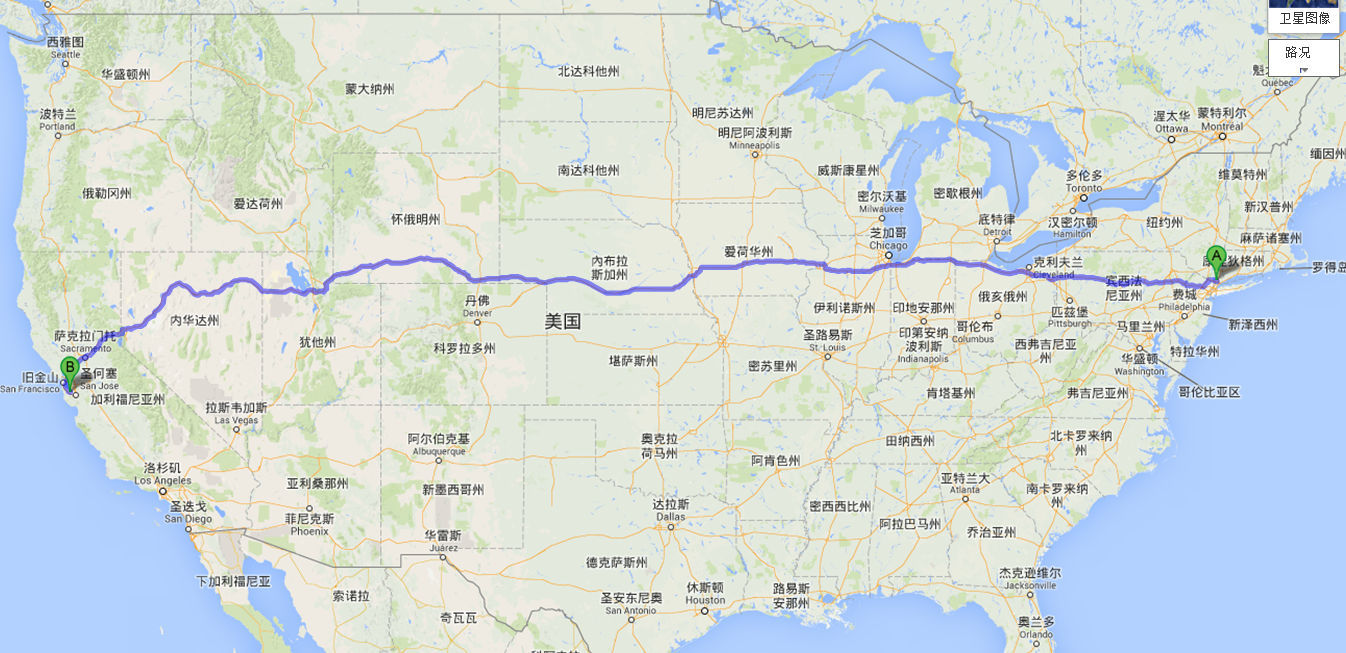 卫星图像
路况
西雅图
Seattle
华盛顿州
蒙大纳州
北达科他州
波特兰
Portland
明尼苏达州
明尼阿波利斯
Minneapolis
渥太华
Ottawa
蒙特利尔
Montreal
Québec
缅因州
俄勒冈州
爱达荷州
南达科他州
威斯康星州
密歇根州
多伦多
Toronto
维莫特州
怀俄明州
密尔沃基
Milwaukee
底特律
Detroit
汉密尔顿
Hamilton
纽约州
新汉普州
芝加哥
Chicago
麻萨诸塞州
内布拉
斯加州
爱荷华州
克利夫兰
Cleveland
A
狄格州
罗得岛
宾西法
尼亚州
丹佛
Denver
伊利诺斯州
印地安那州
俄亥俄州
费城
Philadelphia
内华达州
美国
匹兹堡
Pittsburgh
新泽西州
萨克拉门托
Sacramento
犹他州
科罗拉多州
堪萨斯州
圣路易斯
St. Louis
印第安纳
波利斯
Indianapolis
哥伦布
Columbus
马里兰州
西弗吉尼亚
州
特拉华州
华盛顿
Washington
B
旧金山
San Francisco
圣何塞
San Jose
密苏里州
肯塔基州
弗吉尼亚州
哥伦比亚区
加利福尼亚州
拉斯韦加斯
Las Vegas
阿尔伯克基
Albuquerque
奥克拉
荷马州
田纳西州
北卡罗来纳
州
洛杉矶
Los Angeles
亚利桑那州
新墨西哥州
阿肯色州
亚特兰大
Atlanta
南卡罗来纳
州
圣迭戈
San Diego
菲尼克斯
Phoenix
达拉斯
Dallas
密西西比州
阿拉巴马州
乔治亚州
华雷斯
Juárez
德克萨斯州
下加利福尼亚
索诺拉
奇瓦瓦
圣安东尼奥
San Antonio
休斯顿
Houston
路易斯
安那州
杰克逊维尔
Jacksonville
奥兰多
Orlando